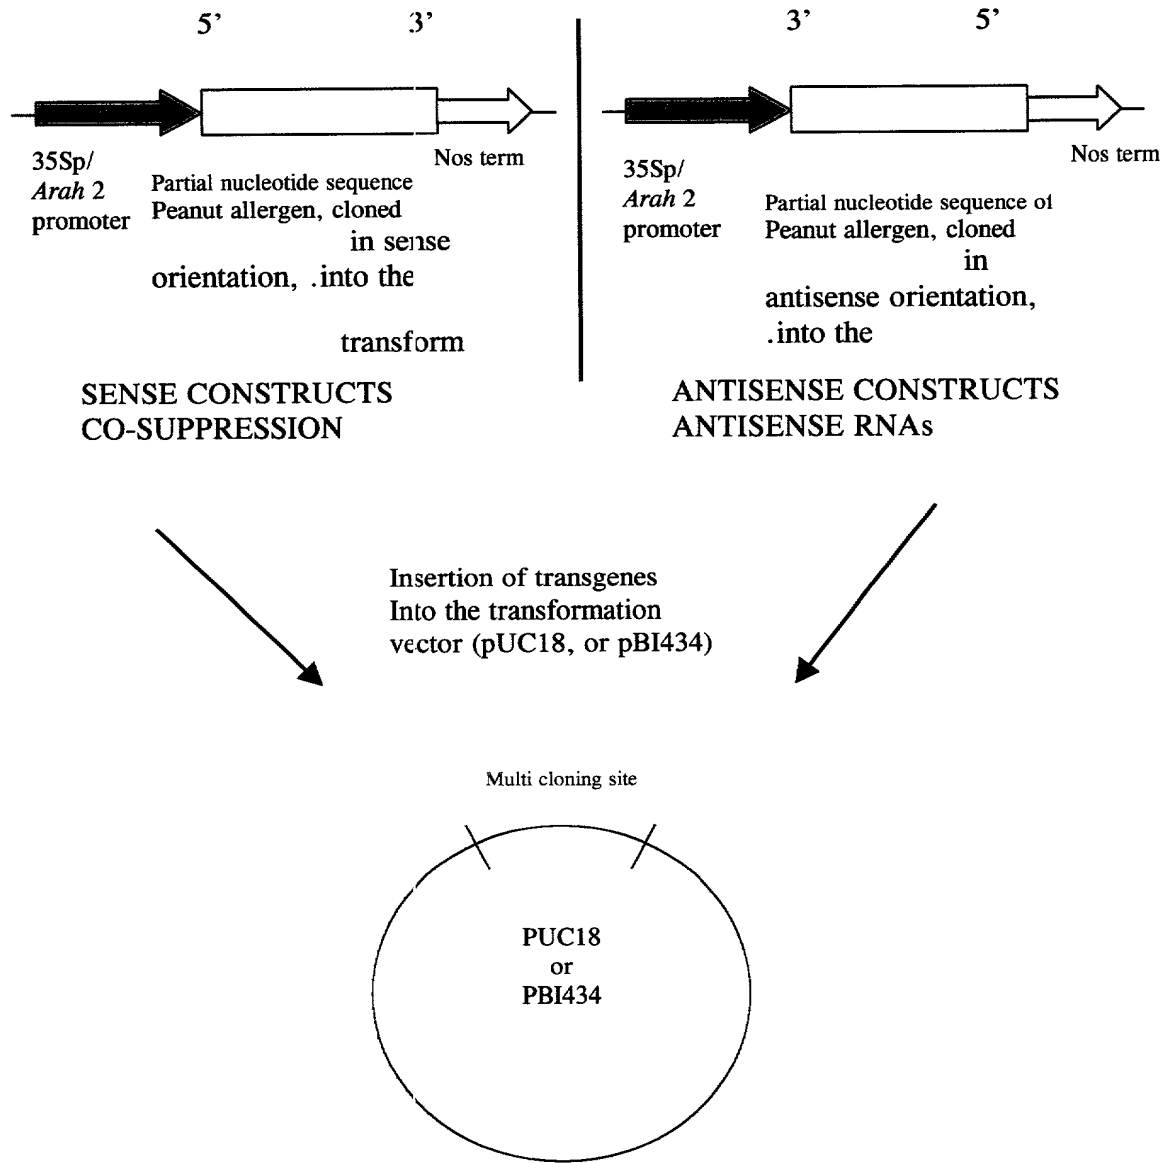 5’ 3’
35Sp/
Arah 2
promoter
Nos term
Partial nucleotide sequence
Peanut allergen, cloned
in sense
orientation, .into the
transform
SENSE CONSTRUCTS
CO-SUPPRESSION
3’ 5’
35Sp/
Arah 2
promoter
Nos term
Partial nucleotide sequence of
Peanut allergen, cloned
in
antisense orientation,
.into the
ANTISENSE CONSTRUCTS
ANTISENSE RNAs
Insertion of transgenes
Into the transformation
vector (pUC18, or pBI434)
Multi cloning site
PUC18
or
PBI434